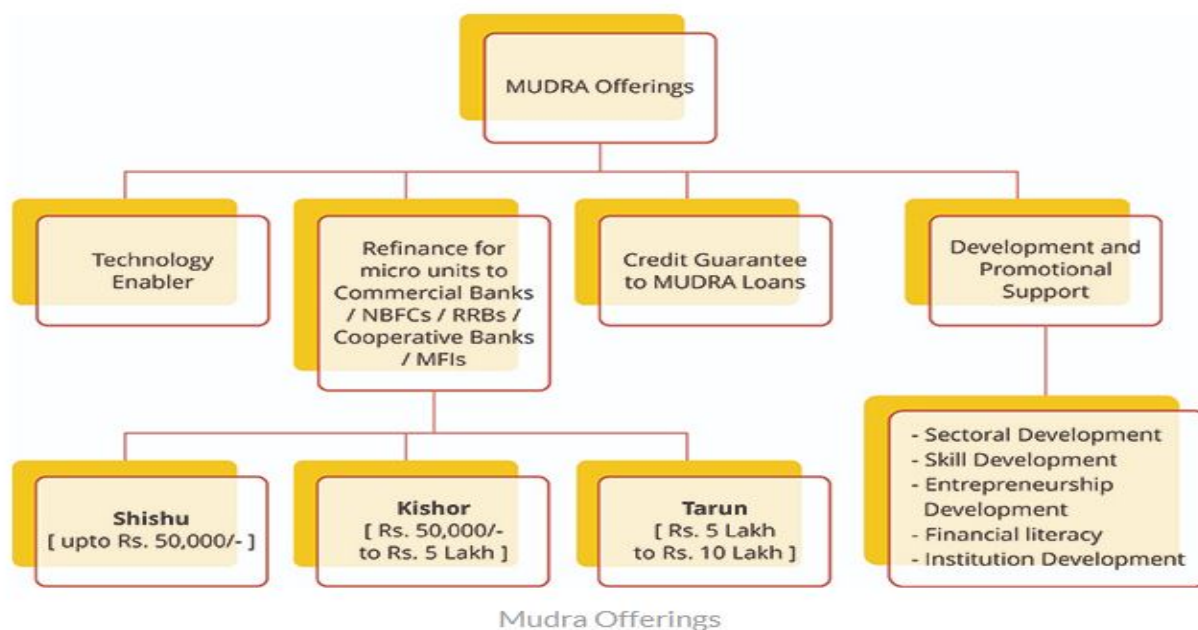 MUDRA Offerings
Technology
Enabler
Refinance for
micro units to
Commercial Banks
/ NBFCs / RRBs /
Cooperative Banks
/ MFIs
Credit Guarantee
to MUDRA Loans
Development and
Promotional
Support
Shishu
[ upto Rs. 50,000/- ]
Kishor
[ Rs. 50,000/-
to Rs. 5 Lakh ]
Tarun
[ Rs. 5 Lakh
to Rs. 10 Lakh ]
- Sectoral Development
- Skill Development
- Entrepreneurship
Development
- Financial literacy
- Institution Development
Mudra Offerings